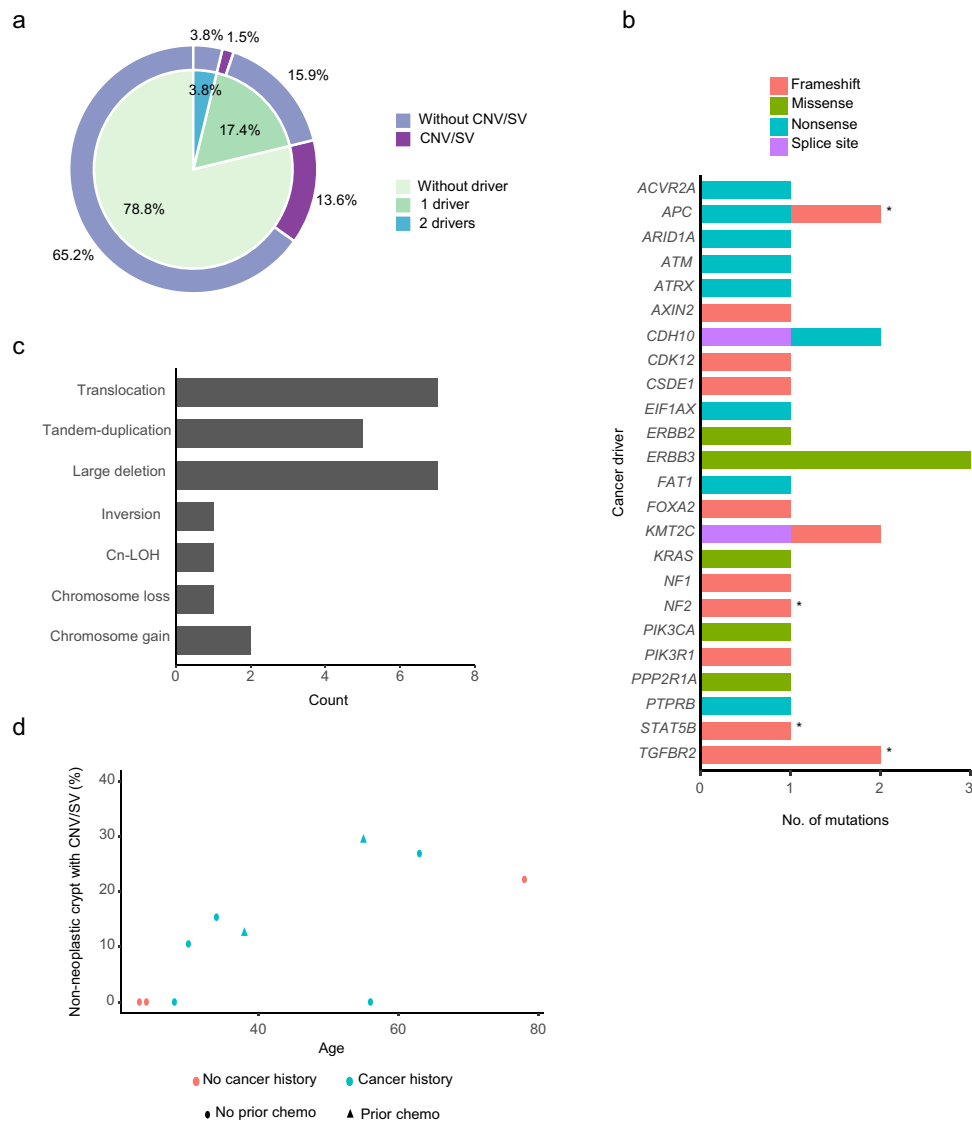 a
3.8%
1.5%
15.9%
3.8%
17.4%
78.8%
13.6%
65.2%
Without CNV/SV
CNV/SV
Without driver
1 driver
2 drivers
b
Frameshift
Missense
Nonsense
Splice site
Cancer driver
ACVR2A
APC *
ARID1A
ATM
ATRX
AXIN2
CDH10
CDK12
CSDE1
EIF1AX
ERBB2
ERBB3
FAT1
FOXA2
KMT2C
KRAS
NF1
NF2 *
PIK3CA
PIK3R1
PPP2R1A
PTPRB
STAT5B *
TGFBR2 *
0 1 2 3
No. of mutations
c
Translocation
Tandem-duplication
Large deletion
Inversion
Cn-LOH
Chromosome loss
Chromosome gain
0 2 4 6 8
Count
d
Non-neoplastic crypt with CNV/SV (%)
40
30
20
10
0
40 60 80
Age
No cancer history Cancer history
No prior chemo Prior chemo